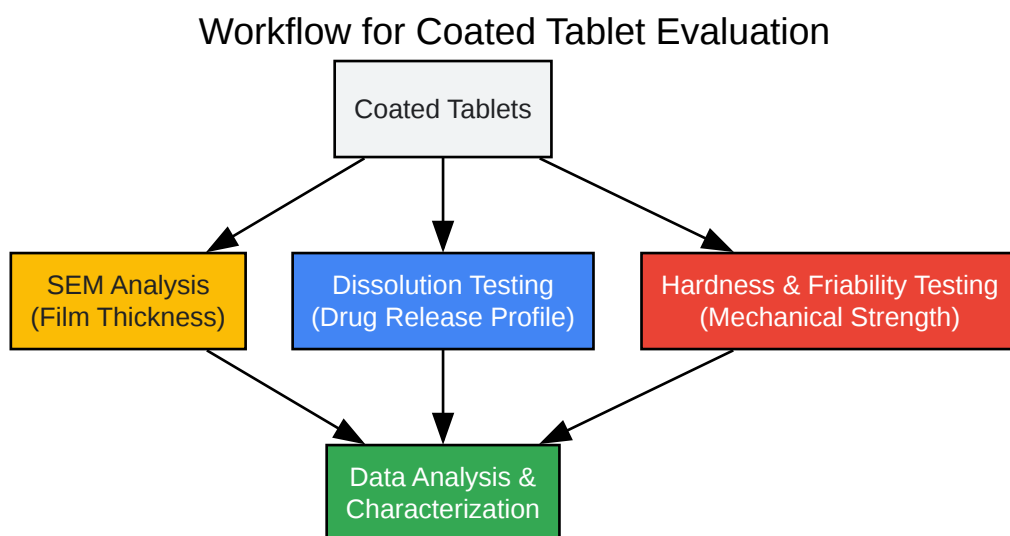 Workflow for Coated Tablet Evaluation
Coated Tablets
SEM Analysis
(Film Thickness)
Dissolution Testing
(Drug Release Profile)
Hardness & Friability Testing
(Mechanical Strength)
Data Analysis &
Characterization